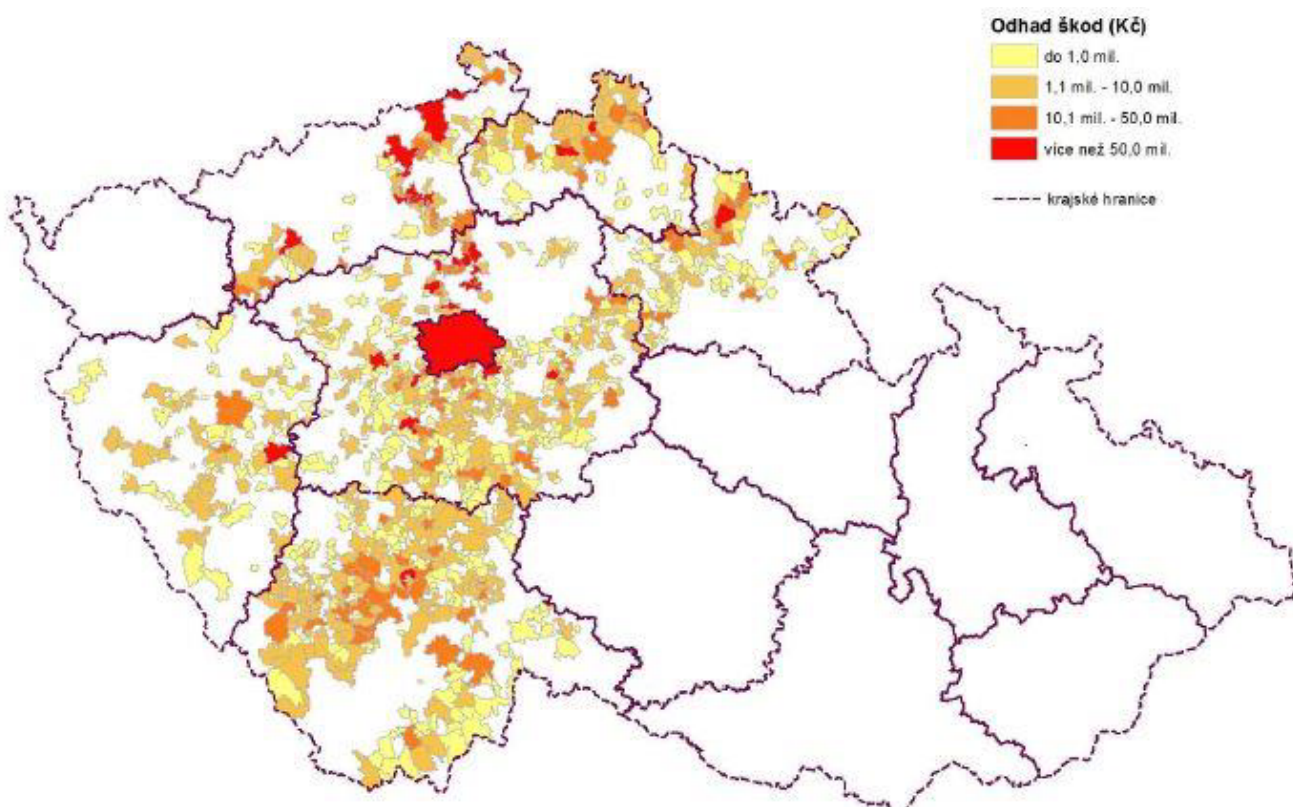 Odhad škod (Kč)
do 1,0 mil.
1,1 mil. - 10,0 mil.
10,1 mil. - 50,0 mil.
více než 50,0 mil.
krajské hranice